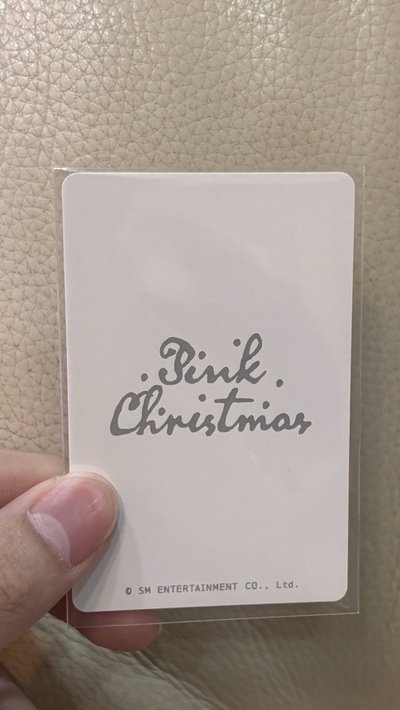 . Pink .
Christmas
© SM ENTERTAINMENT CO., Ltd.